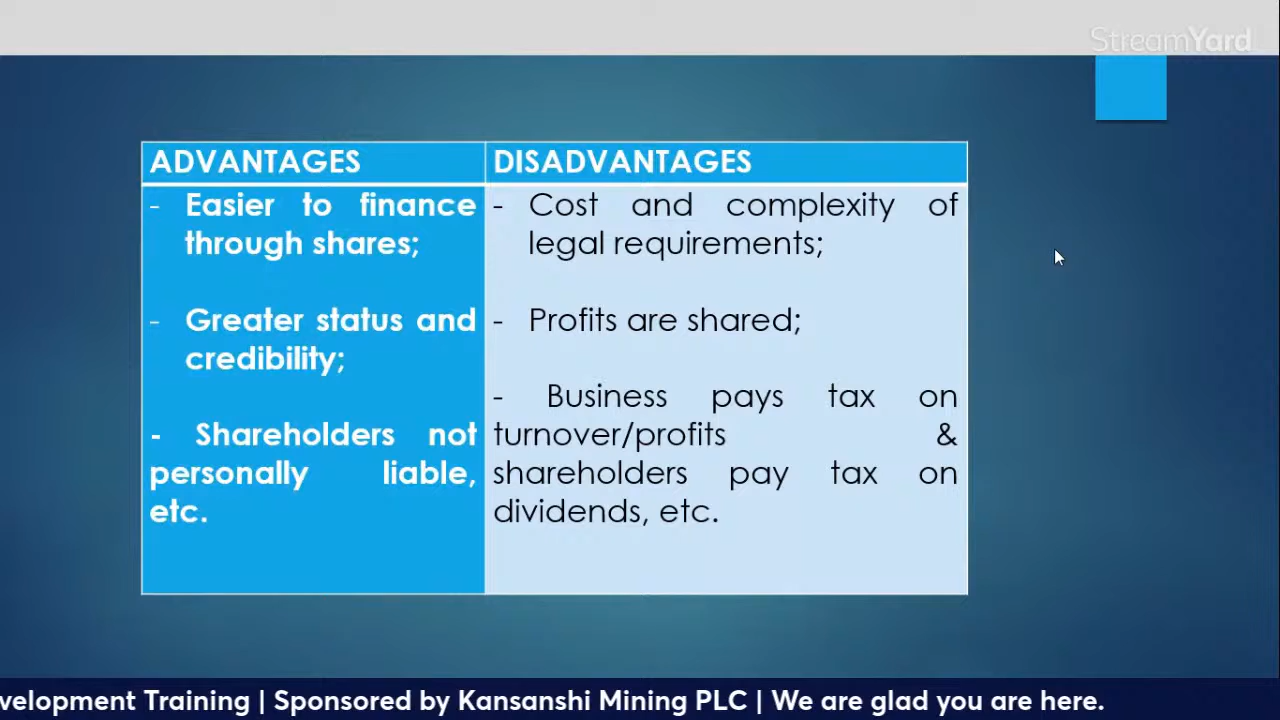 StreamYard
ADVANTAGES
- Easier to finance
through shares;
- Greater status and
credibility;
- Shareholders not
personally liable,
etc.
DISADVANTAGES
- Cost and complexity of
legal requirements;
- Profits are shared;
- Business pays tax on
turnover/profits &
shareholders pay tax on
dividends, etc.
velopment Training | Sponsored by Kansanshi Mining PLC | We are glad you are here.